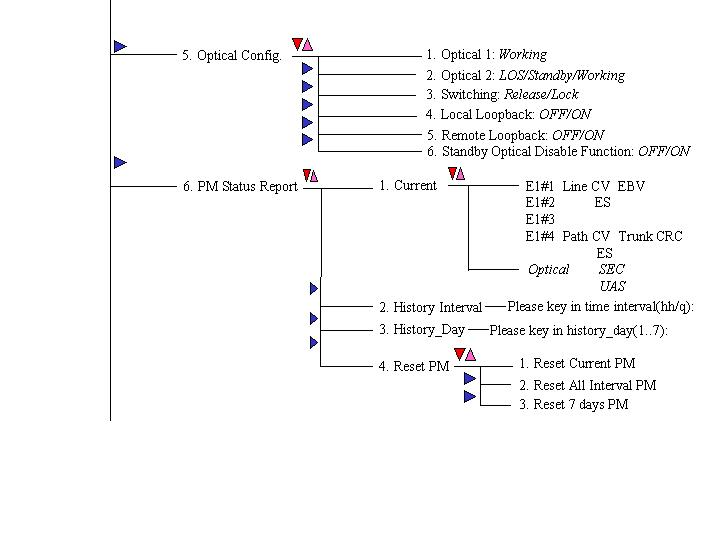 5. Optical Config.
1. Optical 1: Working
2. Optical 2: LOS/Standby/Working
3. Switching: Release/Lock
4. Local Loopback: OFF/ON
5. Remote Loopback: OFF/ON
6. Standby Optical Disable Function: OFF/ON
6. PM Status Report
1. Current
E1#1 Line CV EBV
E1#2 ES
E1#3
E1#4 Path CV Trunk CRC
ES
Optical SEC
UAS
2. History Interval
Please key in time interval(hh/q):
3. History_Day
Please key in history_day(1..7):
4. Reset PM
1. Reset Current PM
2. Reset All Interval PM
3. Reset 7 days PM